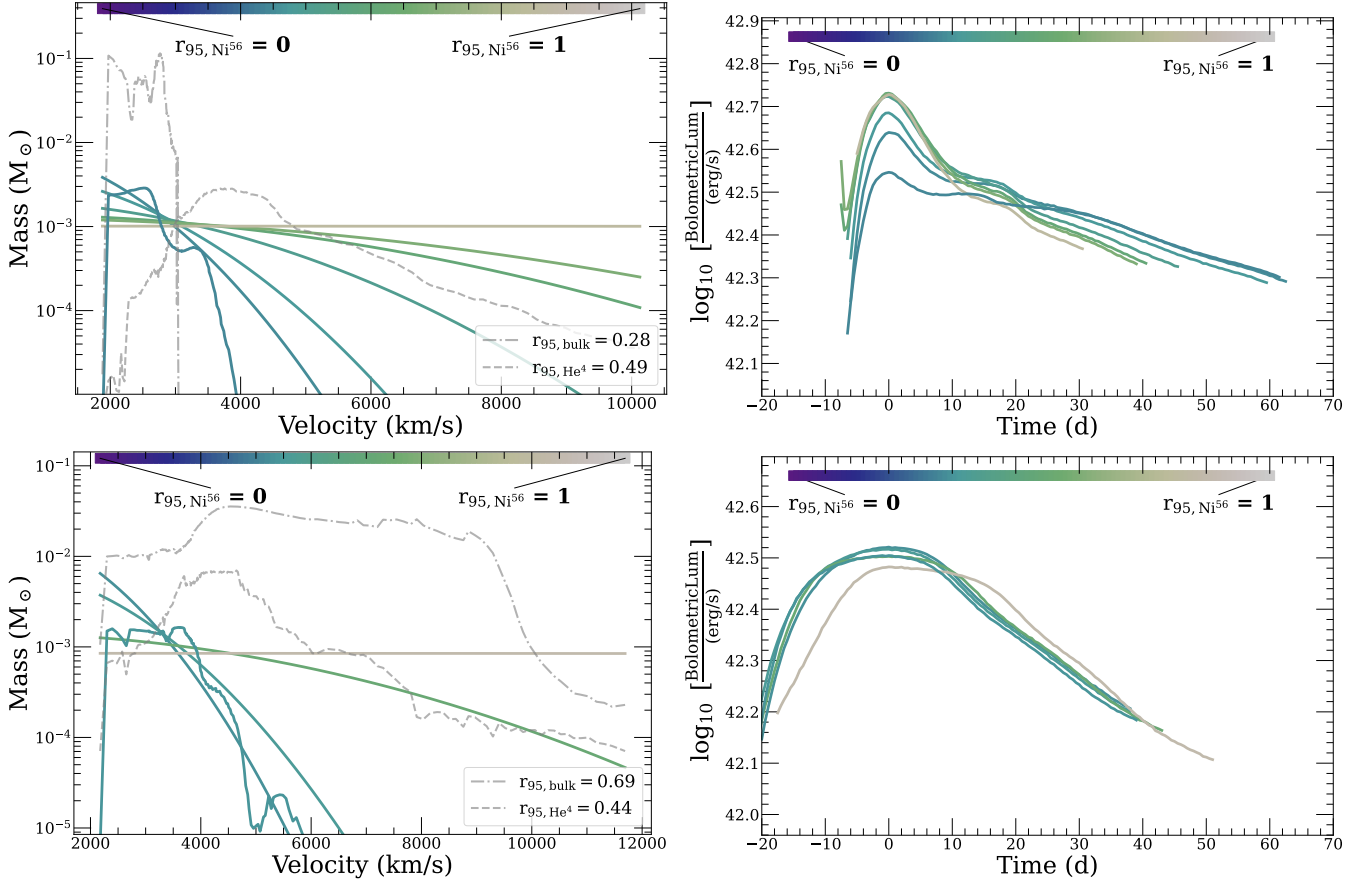 r95,Ni56 = 0
r95,Ni56 = 1
10−1
10−2
10−3
10−4
Mass (M⊙)
r95,bulk = 0.28
r95,He4 = 0.49
2000 4000 6000 8000 10000
Velocity (km/s)
42.9
42.8
42.7
42.6
42.5
42.4
42.3
42.2
42.1
log10 [BolometricLum/(erg/s)]
r95,Ni56 = 0
r95,Ni56 = 1
−20 −10 0 10 20 30 40 50 60 70
Time (d)
10−1
10−2
10−3
10−4
10−5
Mass (M⊙)
r95,Ni56 = 0
r95,Ni56 = 1
r95,bulk = 0.69
r95,He4 = 0.44
2000 4000 6000 8000 10000 12000
Velocity (km/s)
42.6
42.5
42.4
42.3
42.2
42.1
42.0
log10 [BolometricLum/(erg/s)]
r95,Ni56 = 0
r95,Ni56 = 1
−20 −10 0 10 20 30 40 50 60 70
Time (d)